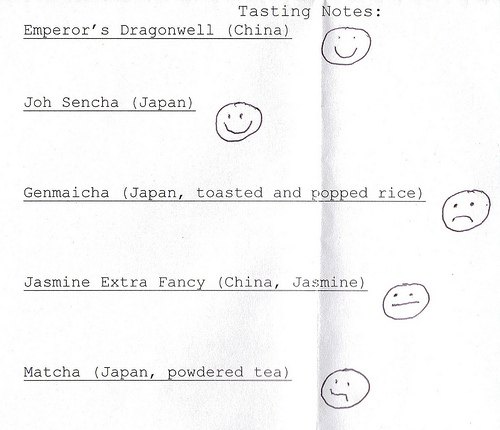 Tasting Notes:
Emperor's Dragonwell (China)
Joh Sencha (Japan)
Genmaicha (Japan, toasted and popped rice)
Jasmine Extra Fancy (China, Jasmine)
Matcha (Japan, powdered tea)